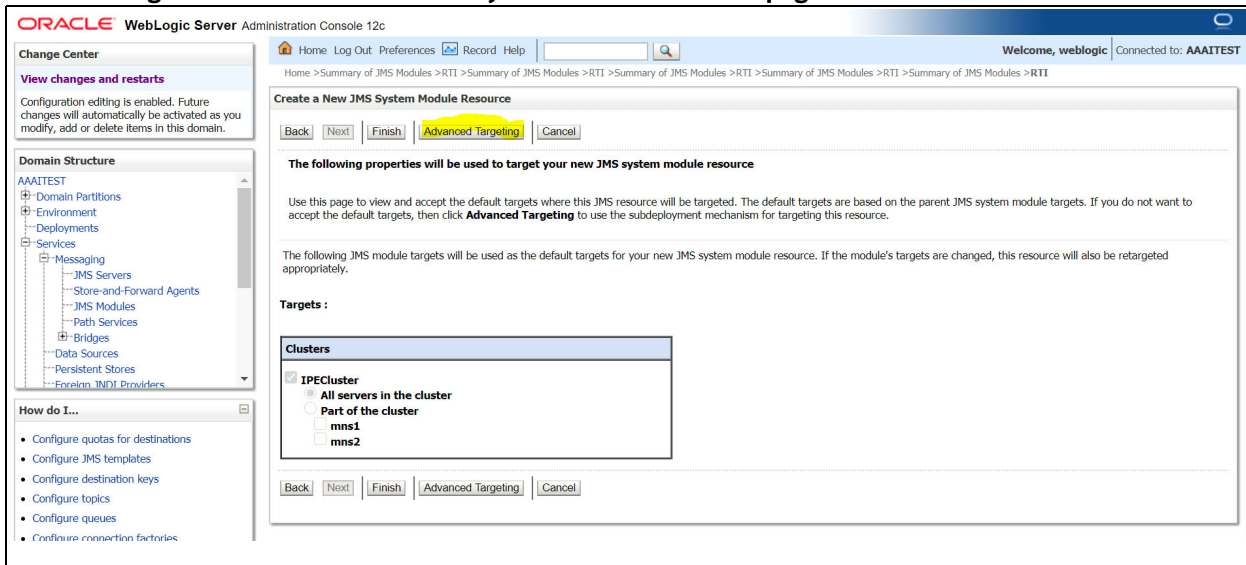 ORACLE WebLogic Server Administration Console 12c
Change Center
View changes and restarts
Configuration editing is enabled. Future
changes will automatically be activated as you
modify, add or delete items in this domain.
Domain Structure
AAAITEST
Domain Partitions
Environment
Deployments
Services
Messaging
JMS Servers
Store-and-Forward Agents
JMS Modules
Path Services
Bridges
Data Sources
Persistent Stores
Foreign JNDI Providers
How do I...
Configure quotas for destinations
Configure JMS templates
Configure destination keys
Configure topics
Configure queues
Configure connection factories
Home Log Out Preferences Record Help
Welcome, weblogic Connected to: AAAITEST
Home >Summary of JMS Modules >RTI >Summary of JMS Modules >RTI >Summary of JMS Modules >RTI >Summary of JMS Modules >RTI >Summary of JMS Modules >RTI
Create a New JMS System Module Resource
Back Next Finish Advanced Targeting Cancel
The following properties will be used to target your new JMS system module resource
Use this page to view and accept the default targets where this JMS resource will be targeted. The default targets are based on the parent JMS system module targets. If you do not want to
accept the default targets, then click Advanced Targeting to use the subdeployment mechanism for targeting this resource.
The following JMS module targets will be used as the default targets for your new JMS system module resource. If the module's targets are changed, this resource will also be retargeted
appropriately.
Targets :
Clusters
IPECluster
All servers in the cluster
Part of the cluster
mns1
mns2
Back Next Finish Advanced Targeting Cancel